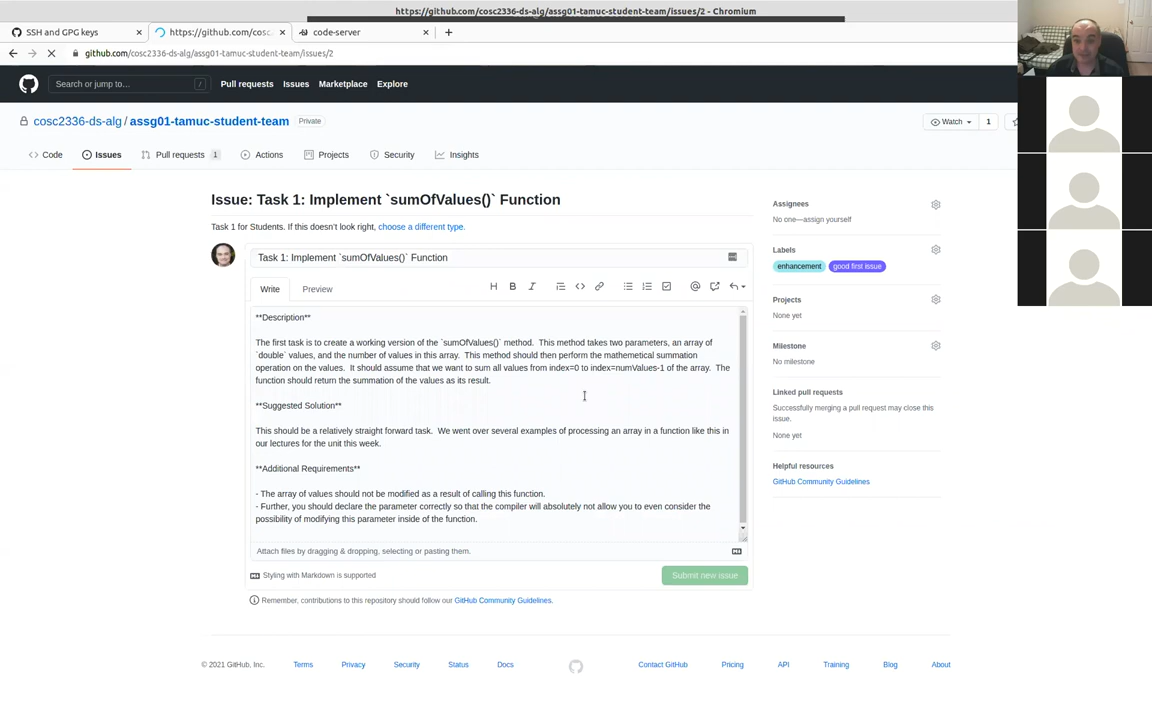 https://github.com/cosc2336-ds-alg/assg01-tamuc-student-team/issues/2 - Chromium
SSH and GPG keys
https://github.com/cosc
code-server
github.com/cosc2336-ds-alg/assg01-tamuc-student-team/issues/2
Search or jump to...
/
Pull requests
Issues
Marketplace
Explore
cosc2336-ds-alg / assg01-tamuc-student-team
Private
Watch
1
Code
Issues
Pull requests
1
Actions
Projects
Security
Insights
Issue: Task 1: Implement `sumOfValues()` Function
Task 1 for Students. If this doesn't look right, choose a different type.
Task 1: Implement `sumOfValues()` Function
Write
Preview
**Description**
The first task is to create a working version of the `sumOfValues()` method.  This method takes two parameters, an array of
`double` values, and the number of values in this array.  This method should then perform the mathemetical summation
operation on the values.  It should assume that we want to sum all values from index=0 to index=numValues-1 of the array.  The
function should return the summation of the values as its result.
**Suggested Solution**
This should be a relatively straight forward task.  We went over several examples of processing an array in a function like this in
our lectures for the unit this week.
**Additional Requirements**
- The array of values should not be modified as a result of calling this function.
- Further, you should declare the parameter correctly so that the compiler will absolutely not allow you to even consider the
possibility of modifying this parameter inside of the function.
Attach files by dragging & dropping, selecting or pasting them.
Styling with Markdown is supported
Submit new issue
Remember, contributions to this repository should follow our GitHub Community Guidelines.
Assignees
No one—assign yourself
Labels
enhancement
good first issue
Projects
None yet
Milestone
No milestone
Linked pull requests
Successfully merging a pull request may close this
issue.
None yet
Helpful resources
GitHub Community Guidelines
© 2021 GitHub, Inc.
Terms
Privacy
Security
Status
Docs
Contact GitHub
Pricing
API
Training
Blog
About